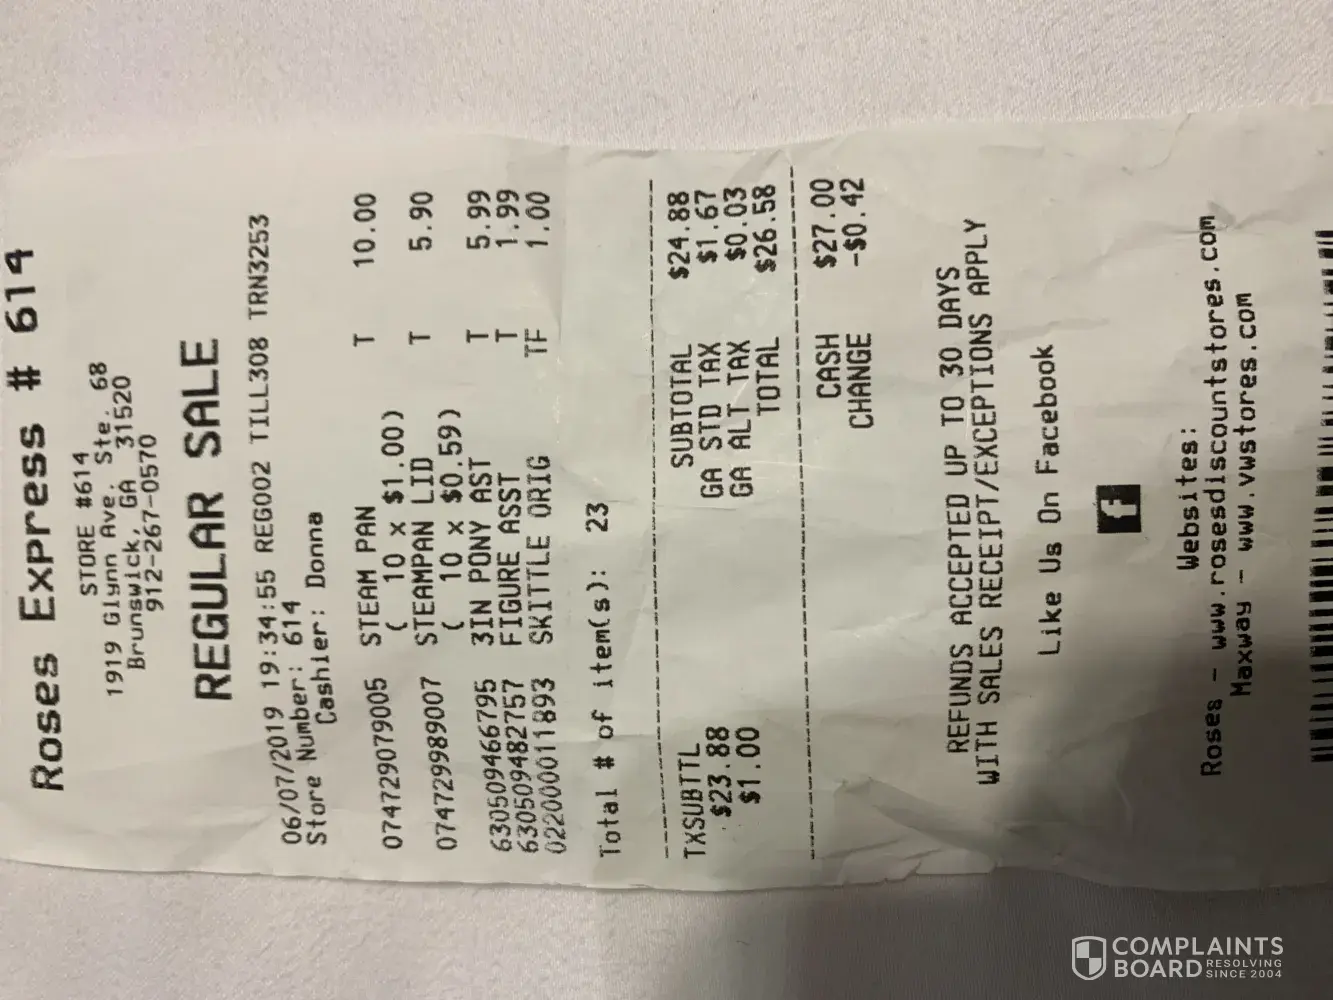 Roses Express # 614
STORE #614
1919 Glynn Ave. Ste. 68
Brunswick, GA 31520
912-267-0570
REGULAR SALE
06/07/2019 19:34:55 REG002 TILL308 TRN3253
Store Number: 614
Cashier: Donna
074729079005 STEAM PAN T 10.00
( 10 x $1.00)
074729989007 STEAMPAN LID T 5.90
( 10 x $0.59)
630509466795 3IN PONY AST T 5.99
630509482757 FIGURE ASST T 1.99
022000011893 SKITTLE ORIG TF 1.00
Total # of item(s): 23
SUBTOTAL $24.88
TXSUBTTL GA STD TAX $1.67
$23.88 GA ALT TAX $0.03
$1.00 TOTAL $26.58
CASH $27.00
CHANGE -$0.42
REFUNDS ACCEPTED UP TO 30 DAYS
WITH SALES RECEIPT/EXCEPTIONS APPLY
Like Us On Facebook
f
Websites:
Roses - www.rosesdiscountstores.com
Maxway - www.vwstores.com
COMPLAINTS
BOARD RESOLVING
SINCE 2004